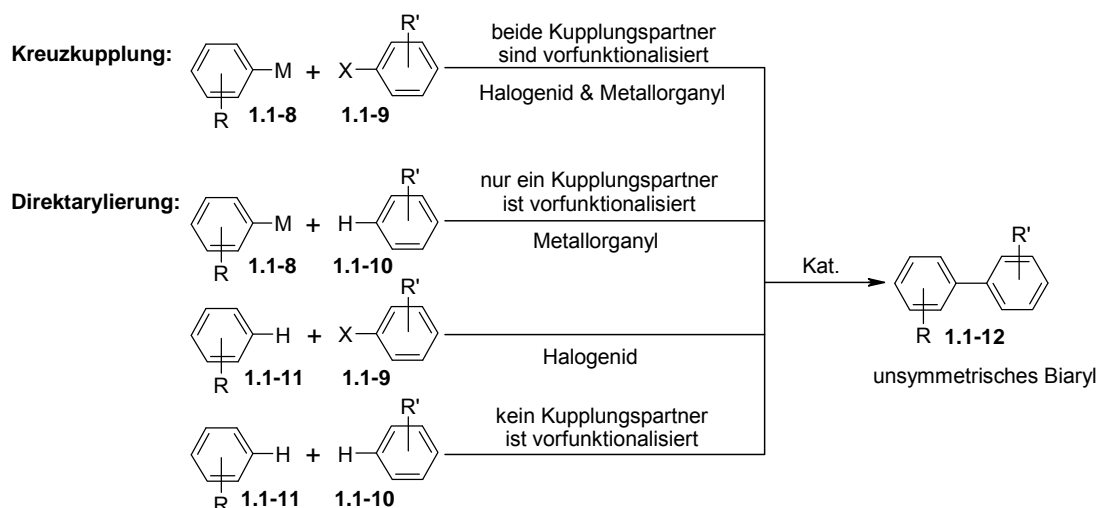 Kreuzkupplung:
R
M
+
X
R'
1.1-8
1.1-9
beide Kupplungspartner
sind vorfunktionalisiert
Halogenid & Metallorganyl
Direktarylierung:
R
M
+
H
R'
1.1-8
1.1-10
nur ein Kupplungspartner
ist vorfunktionalisiert
Metallorganyl
R
H
+
X
R'
1.1-11
1.1-9
Halogenid
R
H
+
H
R'
1.1-11
1.1-10
kein Kupplungspartner
ist vorfunktionalisiert
Kat.
R'
R
1.1-12
unsymmetrisches Biaryl